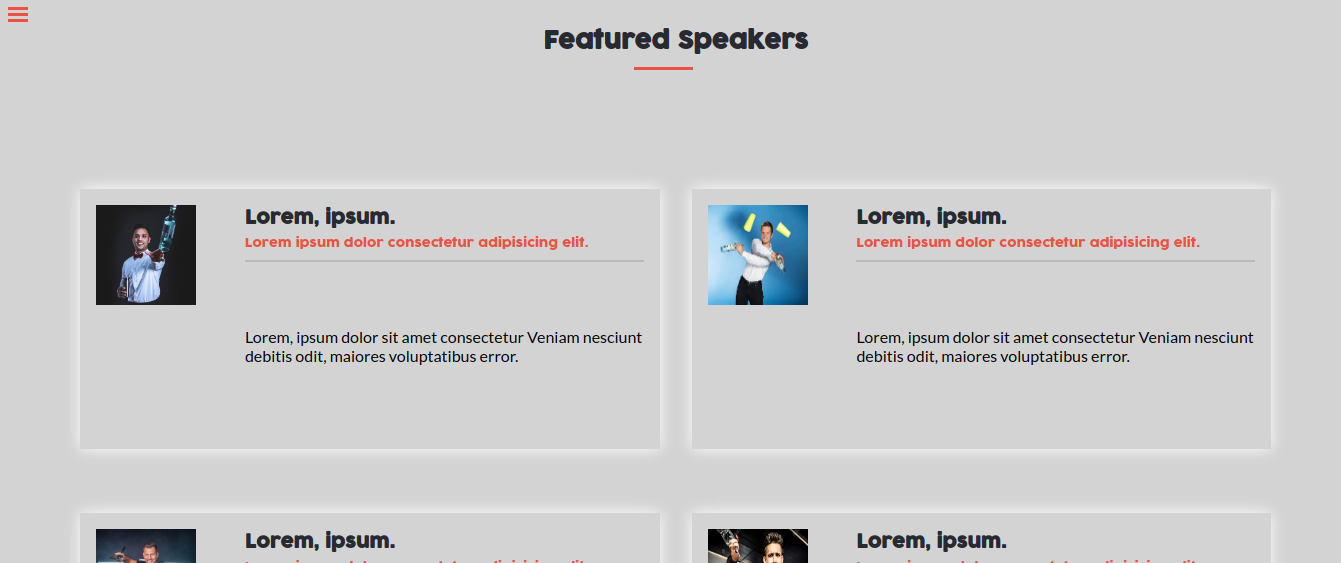 Featured Speakers
Lorem, ipsum.
Lorem ipsum dolor consectetur adipisicing elit.
Lorem, ipsum dolor sit amet consectetur Veniam nesciunt
debitis odit, maiores voluptatibus error.
Lorem, ipsum.
Lorem ipsum dolor consectetur adipisicing elit.
Lorem, ipsum dolor sit amet consectetur Veniam nesciunt
debitis odit, maiores voluptatibus error.
Lorem, ipsum.
Lorem, ipsum.